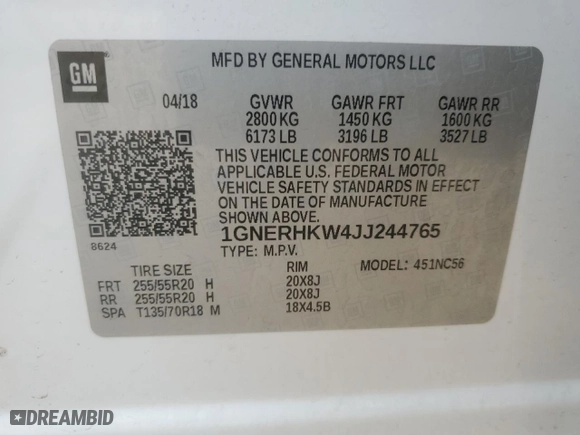 GM
MFD BY GENERAL MOTORS LLC
04/18 GVWR GAWR FRT GAWR RR
2800 KG 1450 KG 1600 KG
6173 LB 3196 LB 3527 LB
THIS VEHICLE CONFORMS TO ALL
APPLICABLE U.S. FEDERAL MOTOR
VEHICLE SAFETY STANDARDS IN EFFECT
ON THE DATE OF MANUFACTURE
SHOWN ABOVE.
8624
1GNERHKW4JJ244765
TYPE: M.P.V. MODEL: 451NC56
TIRE SIZE RIM
FRT 255/55R20 H 20X8J
RR 255/55R20 H 20X8J
SPA T135/70R18 M 18X4.5B
DREAMBID